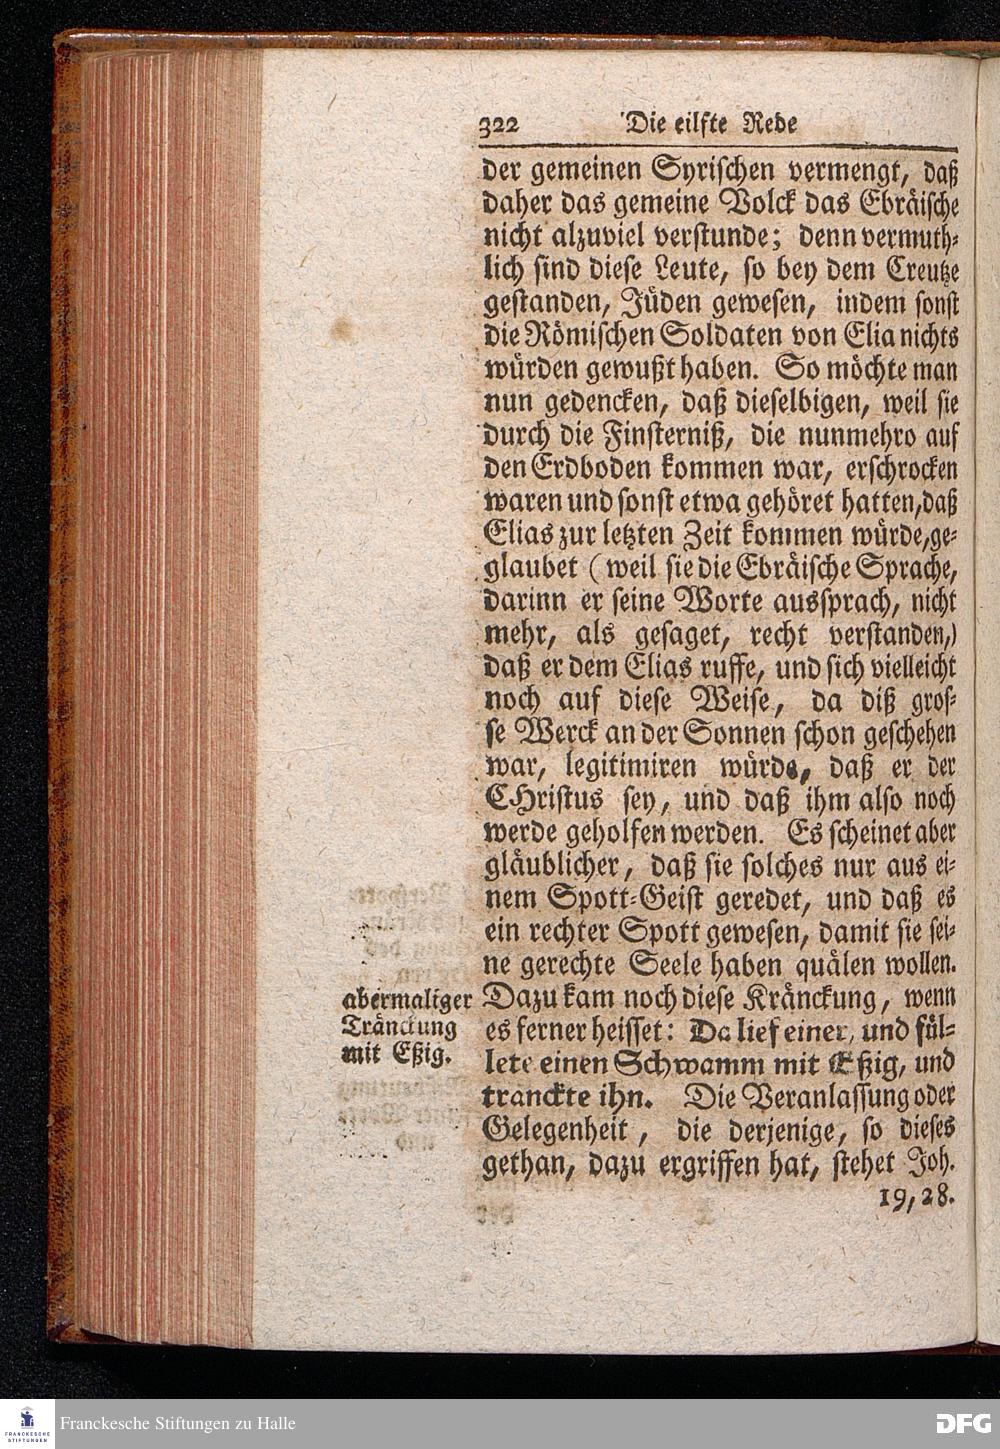 322 Die eilfte Rede
der gemeinen Syrischen vermengt, daß
daher das gemeine Volck das Ebräische
nicht alzuviel verstunde; denn vermuth-
lich sind diese Leute, so bey dem Creutze
gestanden, Jüden gewesen, indem sonst
die Römischen Soldaten von Elia nichts
würden gewußt haben. So möchte man
nun gedencken, daß dieselbigen, weil sie
durch die Finsterniß, die nunmehro auf
den Erdboden kommen war, erschrocken
waren und sonst etwa gehöret hatten, daß
Elias zur letzten Zeit kommen würde, ge-
glaubet (weil sie die Ebräische Sprache,
darinn er seine Worte aussprach, nicht
mehr, als gesaget, recht verstanden,)
daß er dem Elias ruffe, und sich vielleicht
noch auf diese Weise, da diß gros-
se Werck an der Sonnen schon geschehen
war, legitimiren würde, daß er der
CHristus sey, und daß ihm also noch
werde geholfen werden. Es scheinet aber
gläublicher, daß sie solches nur aus ei-
nem Spott-Geist geredet, und daß es
ein rechter Spott gewesen, damit sie sei-
ne gerechte Seele haben quälen wollen.
Dazu kam noch diese Kränckung, wenn
es ferner heisset: Da lief einer, und fül-
lete einen Schwamm mit Eßig, und
tranckte ihn. Die Veranlassung oder
Gelegenheit, die derjenige, so dieses
gethan, dazu ergriffen hat, stehet Joh.
19, 28.
abermaliger
Tränckung
mit Eßig.
FRANCKESCHE
STIFTUNGEN
Franckesche Stiftungen zu Halle
DFG